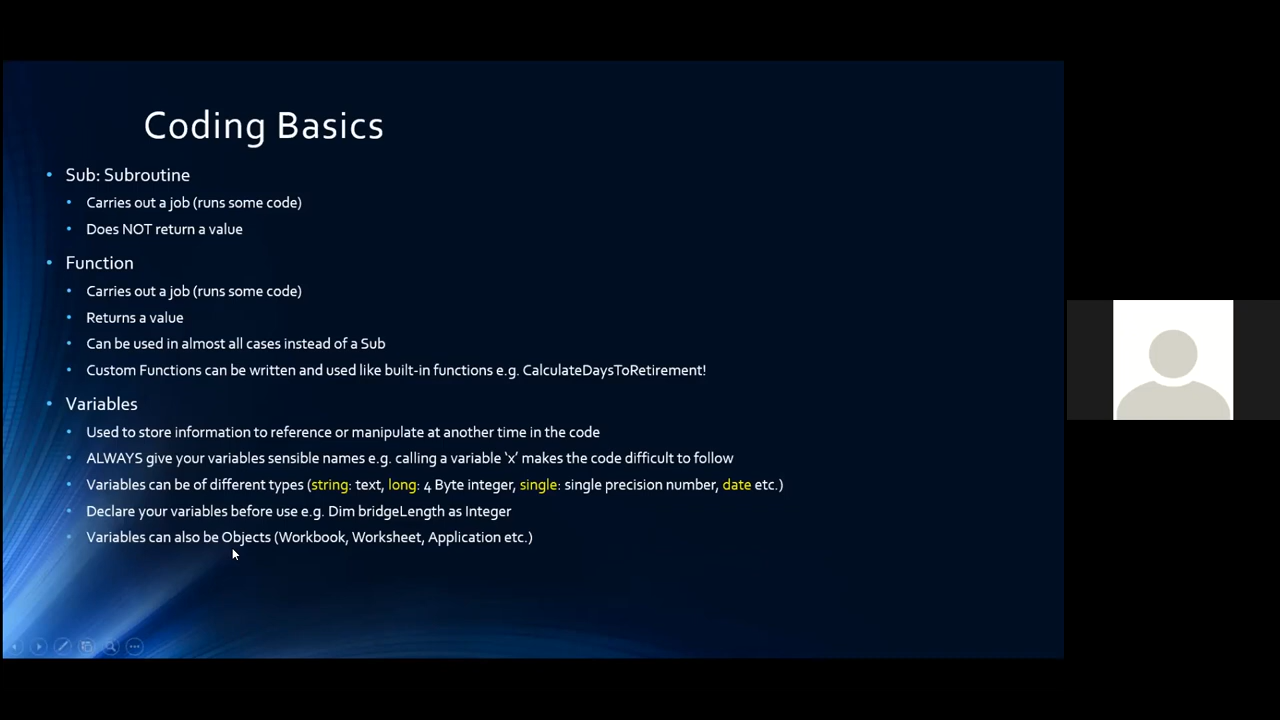 Coding Basics
• Sub: Subroutine
• Carries out a job (runs some code)
• Does NOT return a value
• Function
• Carries out a job (runs some code)
• Returns a value
• Can be used in almost all cases instead of a Sub
• Custom Functions can be written and used like built-in functions e.g. CalculateDaysToRetirement!
• Variables
• Used to store information to reference or manipulate at another time in the code
• ALWAYS give your variables sensible names e.g. calling a variable ‘x’ makes the code difficult to follow
• Variables can be of different types (string: text, long: 4 Byte integer, single: single precision number, date etc.)
• Declare your variables before use e.g. Dim bridgeLength as Integer
• Variables can also be Objects (Workbook, Worksheet, Application etc.)